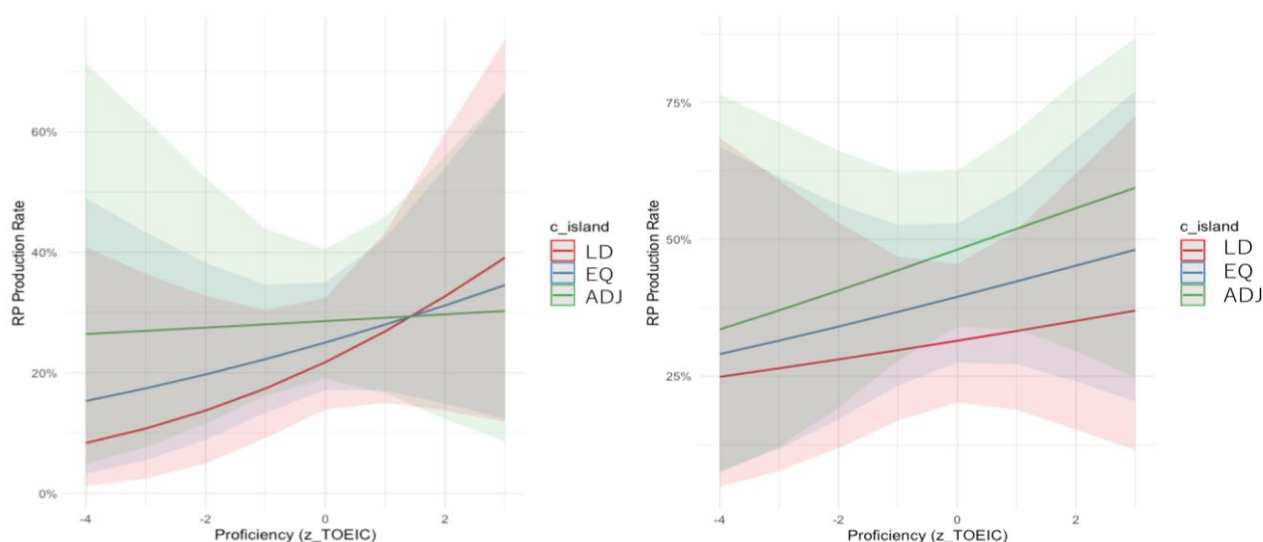 RP Production Rate
60%
40%
20%
0%
-4
-2
0
2
Proficiency (z_TOEIC)
c_island
LD
EQ
ADJ
RP Production Rate
75%
50%
25%
-4
-2
0
2
Proficiency (z_TOEIC)
c_island
LD
EQ
ADJ